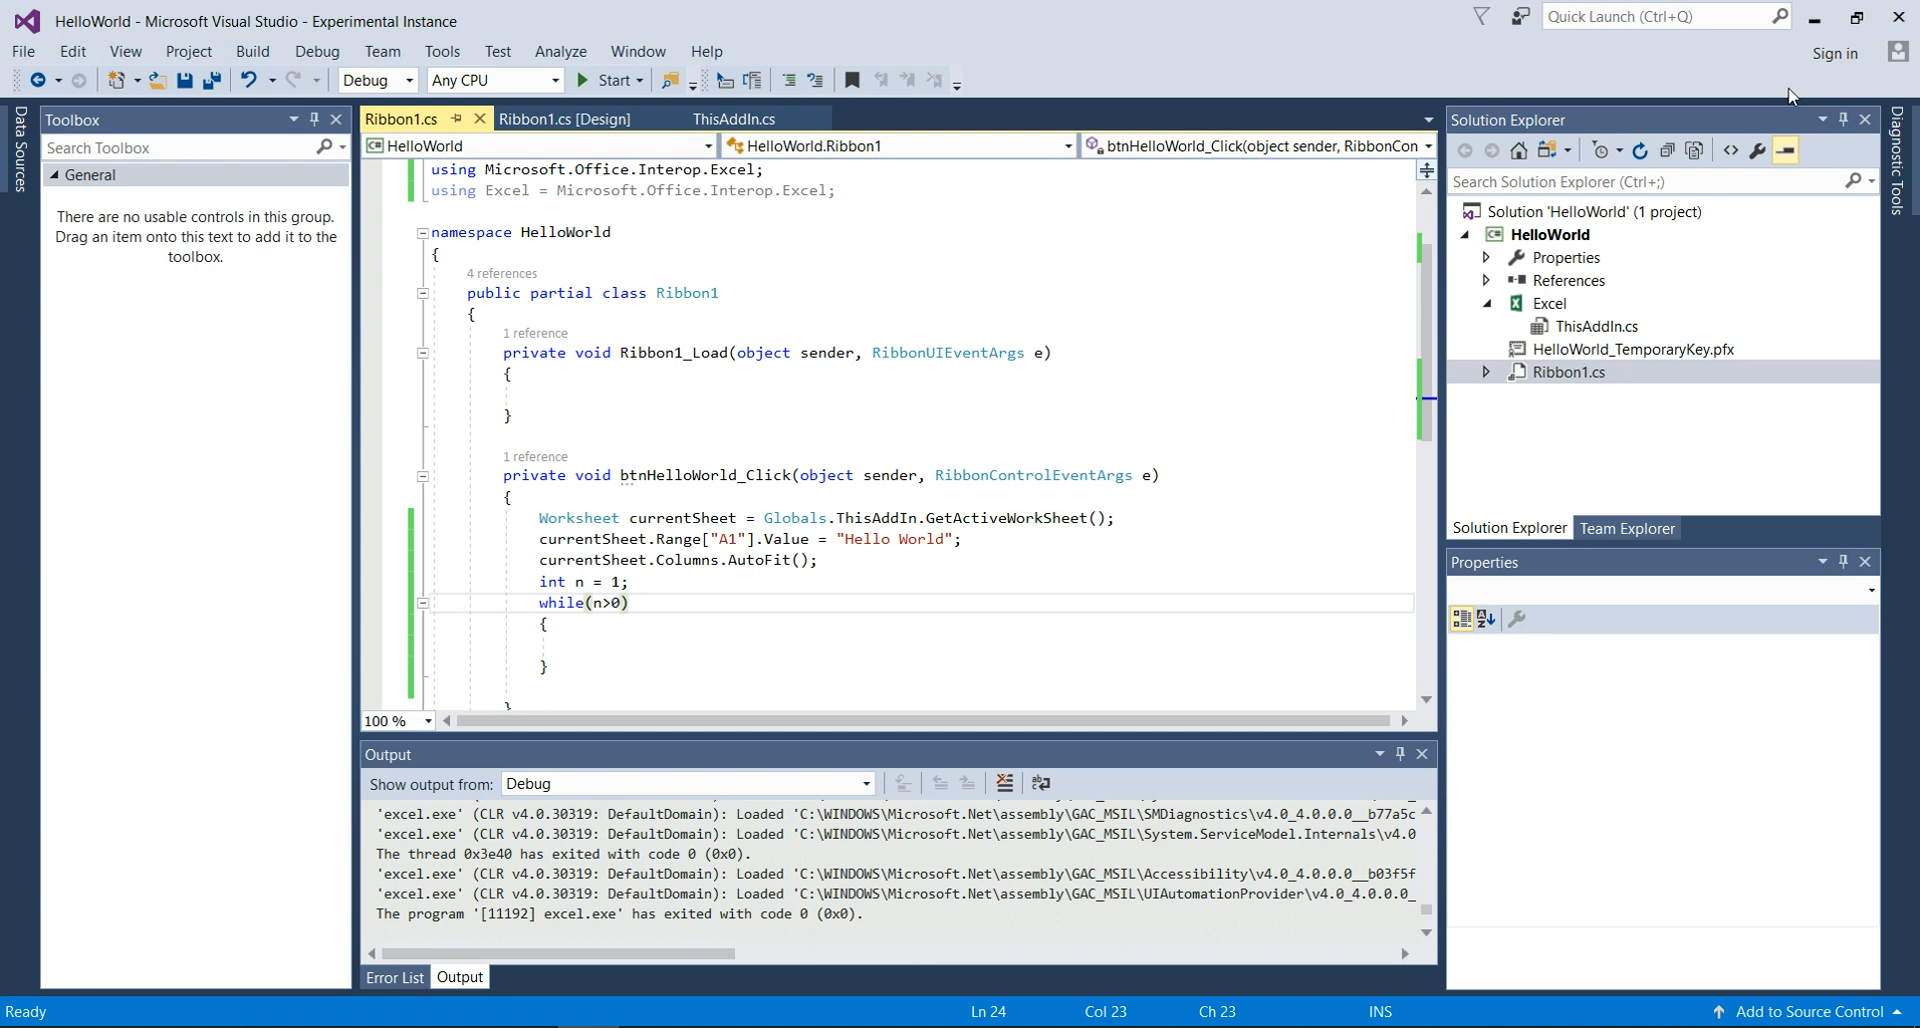 HelloWorld - Microsoft Visual Studio - Experimental Instance
Quick Launch (Ctrl+Q)
File Edit View Project Build Debug Team Tools Test Analyze Window Help
Sign in
Debug
Any CPU
Start
Data Sources
Toolbox
Search Toolbox
General
There are no usable controls in this group.
Drag an item onto this text to add it to the
toolbox.
Ribbon1.cs
Ribbon1.cs [Design]
ThisAddIn.cs
HelloWorld
HelloWorld.Ribbon1
btnHelloWorld_Click(object sender, RibbonCon
using Microsoft.Office.Interop.Excel;
using Excel = Microsoft.Office.Interop.Excel;
namespace HelloWorld
{
4 references
public partial class Ribbon1
{
1 reference
private void Ribbon1_Load(object sender, RibbonUIEventArgs e)
{
}
1 reference
private void btnHelloWorld_Click(object sender, RibbonControlEventArgs e)
{
Worksheet currentSheet = Globals.ThisAddIn.GetActiveWorkSheet();
currentSheet.Range["A1"].Value = "Hello World";
currentSheet.Columns.AutoFit();
int n = 1;
while(n>0)
{
}
100 %
Output
Show output from: Debug
'excel.exe' (CLR v4.0.30319: DefaultDomain): Loaded 'C:\WINDOWS\Microsoft.Net\assembly\GAC_MSIL\SMDiagnostics\v4.0_4.0.0.0__b77a5c
'excel.exe' (CLR v4.0.30319: DefaultDomain): Loaded 'C:\WINDOWS\Microsoft.Net\assembly\GAC_MSIL\System.ServiceModel.Internals\v4.0
The thread 0x3e40 has exited with code 0 (0x0).
'excel.exe' (CLR v4.0.30319: DefaultDomain): Loaded 'C:\WINDOWS\Microsoft.Net\assembly\GAC_MSIL\Accessibility\v4.0_4.0.0.0__b03f5f
'excel.exe' (CLR v4.0.30319: DefaultDomain): Loaded 'C:\WINDOWS\Microsoft.Net\assembly\GAC_MSIL\UIAutomationProvider\v4.0_4.0.0.0_
The program '[11192] excel.exe' has exited with code 0 (0x0).
Error List
Output
Solution Explorer
Search Solution Explorer (Ctrl+;)
Solution 'HelloWorld' (1 project)
HelloWorld
Properties
References
Excel
ThisAddIn.cs
HelloWorld_TemporaryKey.pfx
Ribbon1.cs
Solution Explorer
Team Explorer
Properties
Diagnostic Tools
Ready
Ln 24
Col 23
Ch 23
INS
Add to Source Control